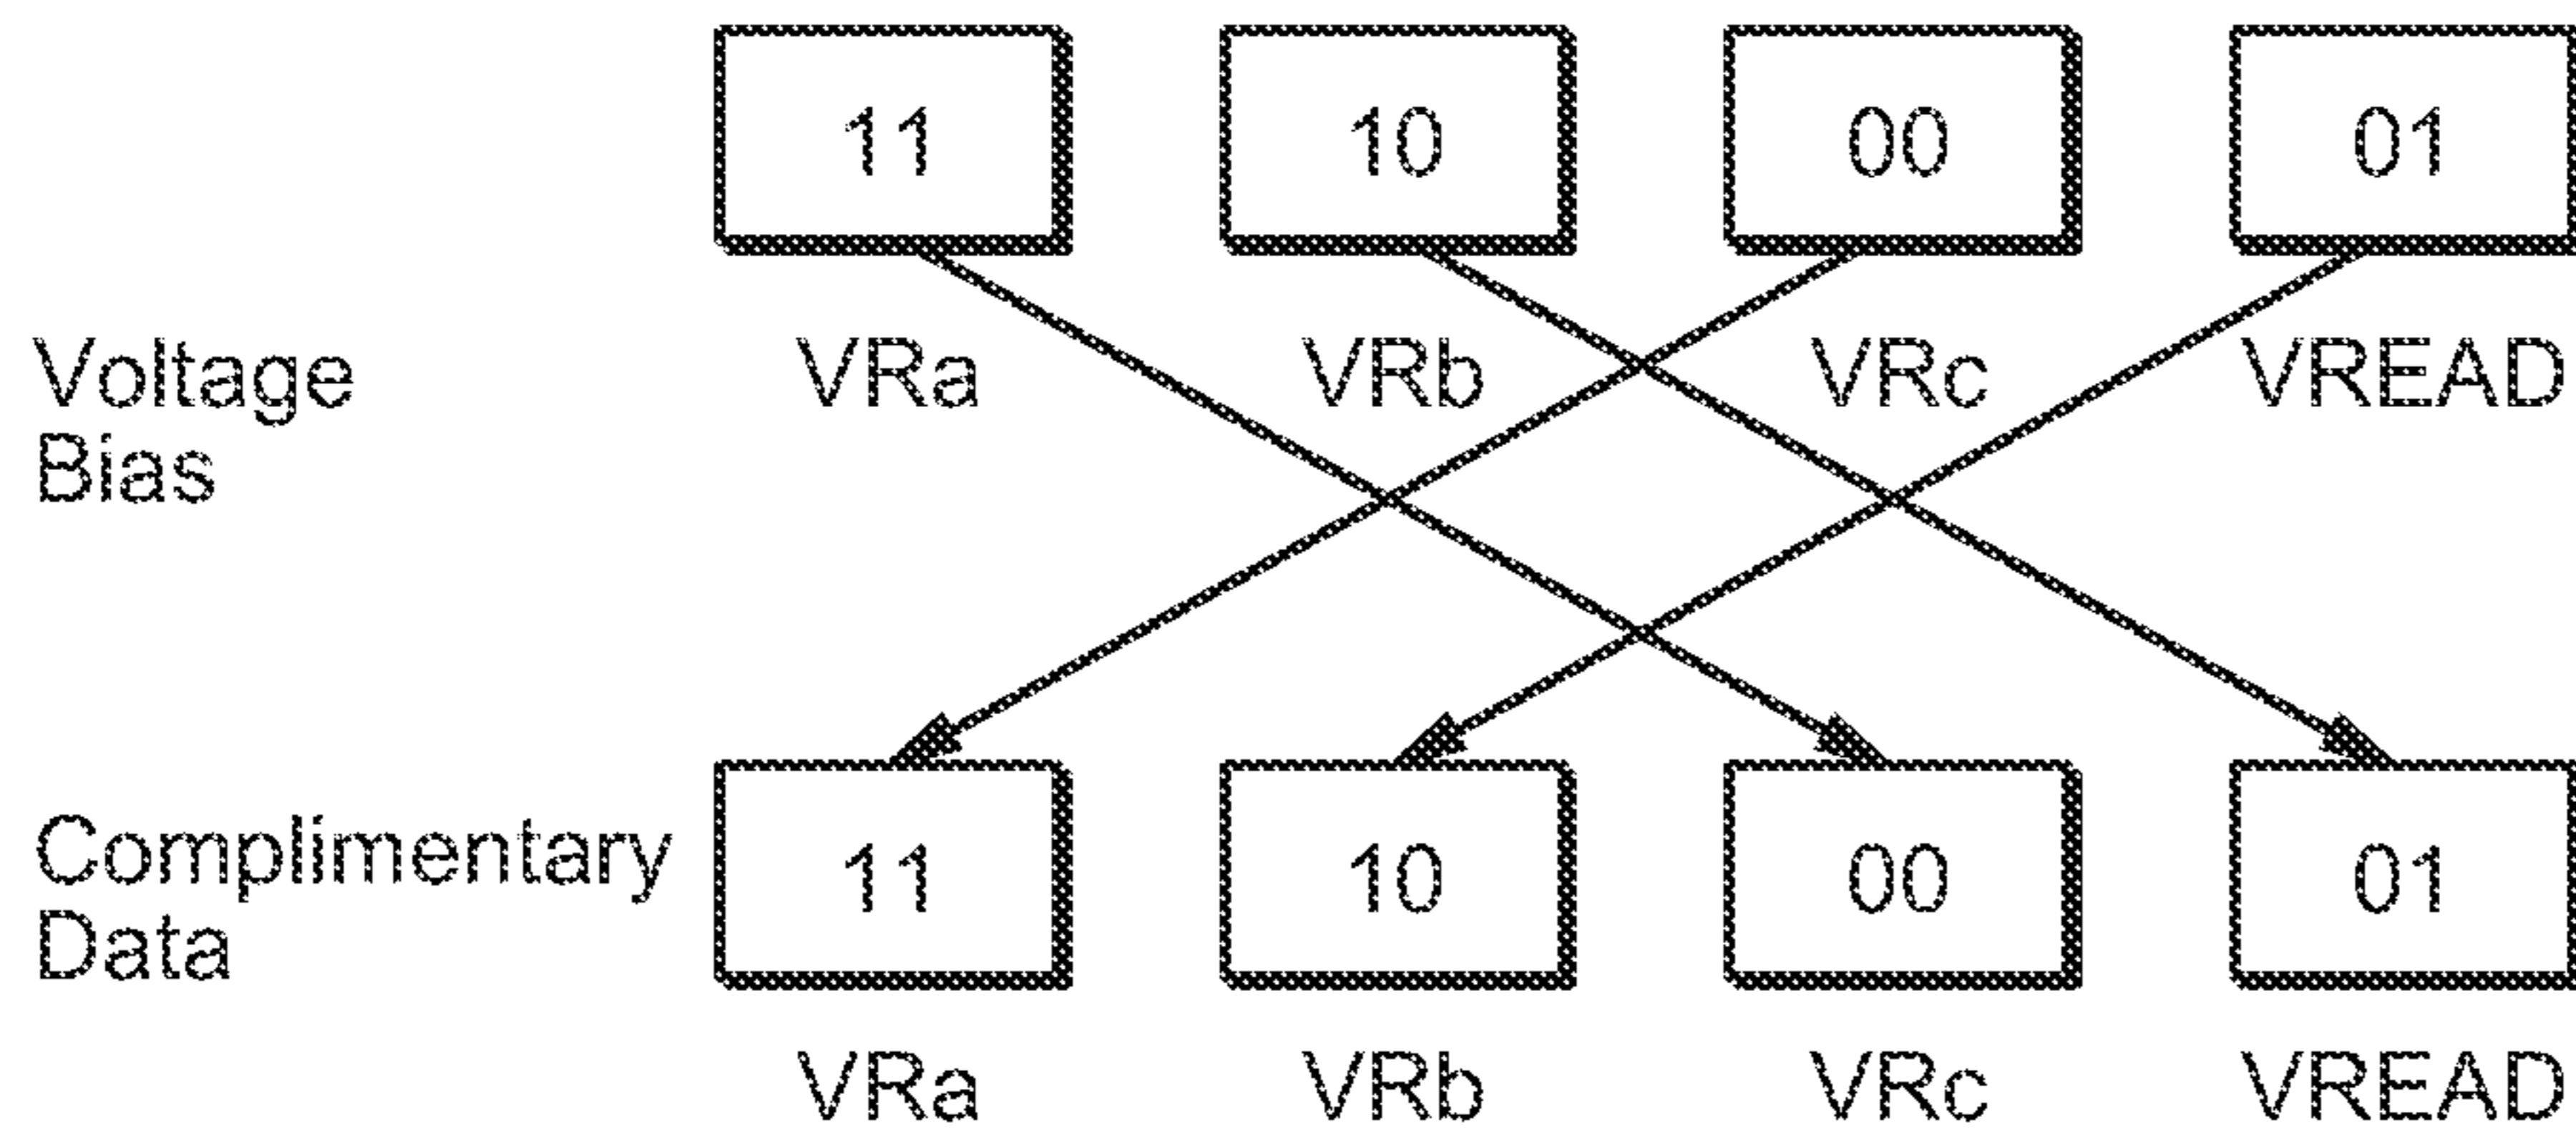 11 10 00 01
Voltage VRa VRb VRc VREAD
Bias
Complimentary 11 10 00 01
Data
VRa VRb VRc VREAD